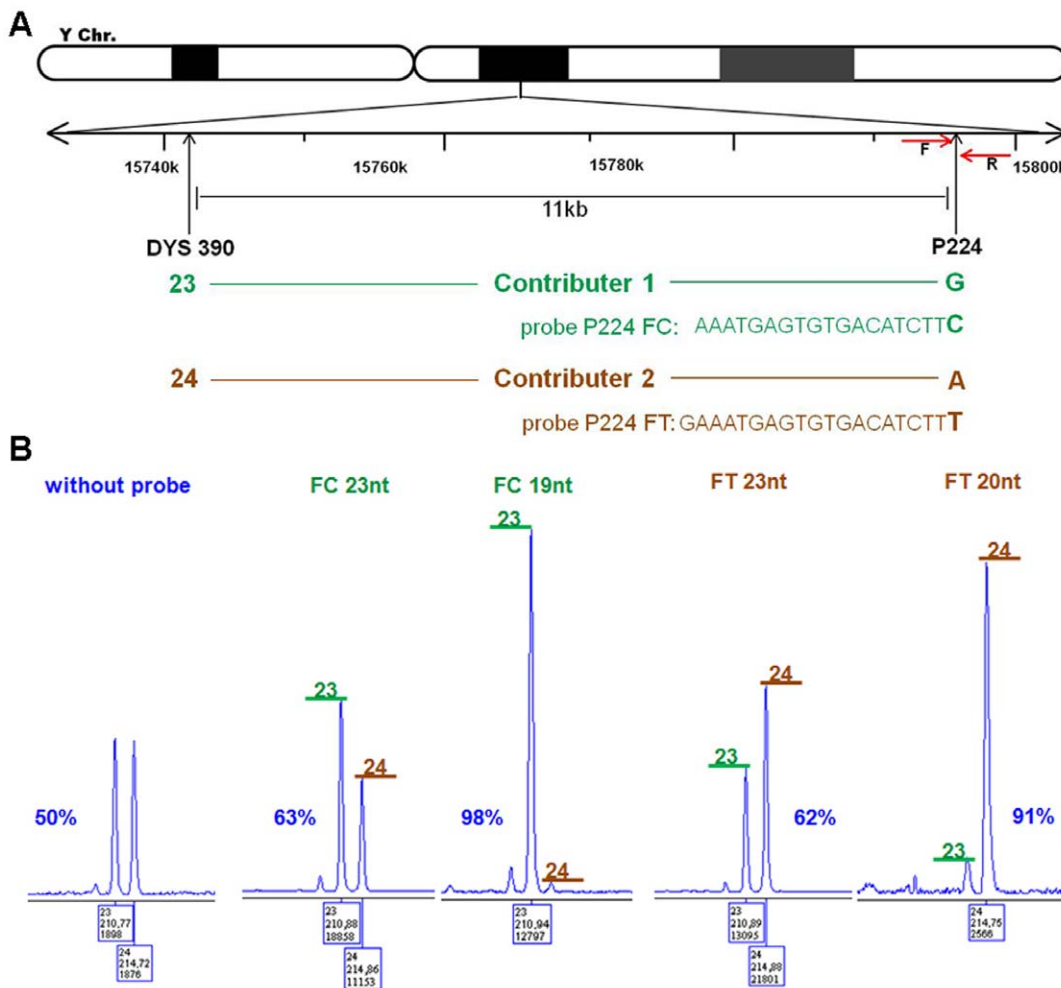 A
Y Chr.
15740k 15760k 15780k 15800k
F
R
11kb
DYS 390 P224
23 Contributer 1 G
probe P224 FC: AAATGAGTGTGACATCTTC
24 Contributer 2 A
probe P224 FT: GAAATGAGTGTGACATCTTT
B
without probe FC 23nt FC 19nt FT 23nt FT 20nt
50%
23
210,77
1898
24
214,72
1876
23
24
63%
23
210,88
18858
24
214,86
11153
23
98%
24
23
210,94
12797
24
23
62%
23
210,89
13095
24
214,88
21801
24
91%
23
24
214,75
2566